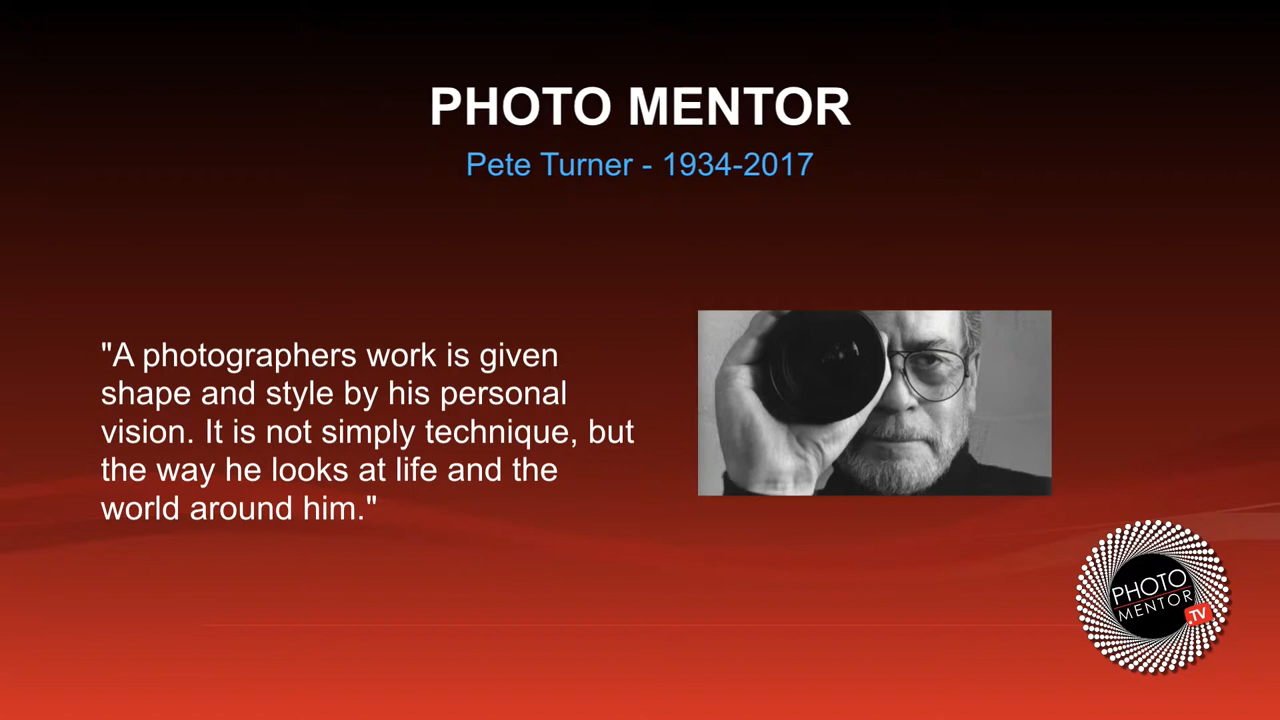 PHOTO MENTOR
Pete Turner - 1934-2017
"A photographers work is given
shape and style by his personal
vision. It is not simply technique, but
the way he looks at life and the
world around him."
PHOTO
MENTOR
.TV